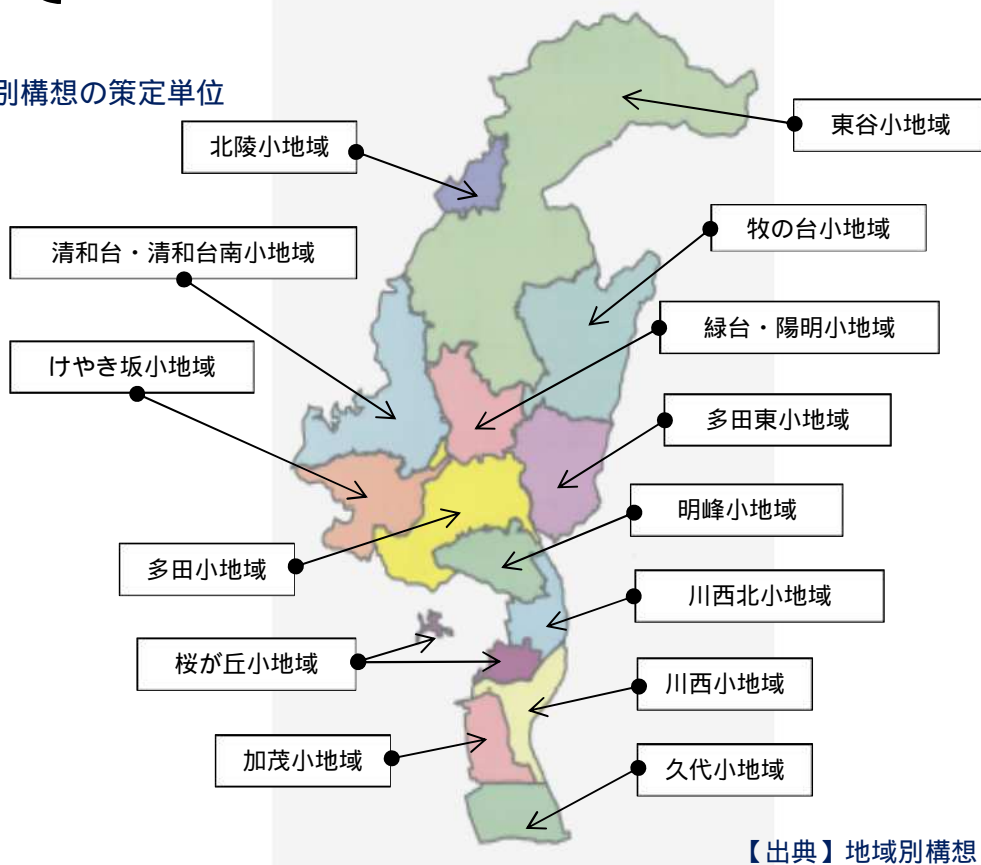 別構想の策定単位
東谷小地域
北陵小地域
牧の台小地域
清和台・清和台南小地域
緑台・陽明小地域
けやき坂小地域
多田東小地域
明峰小地域
多田小地域
川西北小地域
桜が丘小地域
川西小地域
加茂小地域
久代小地域
【出典】地域別構想